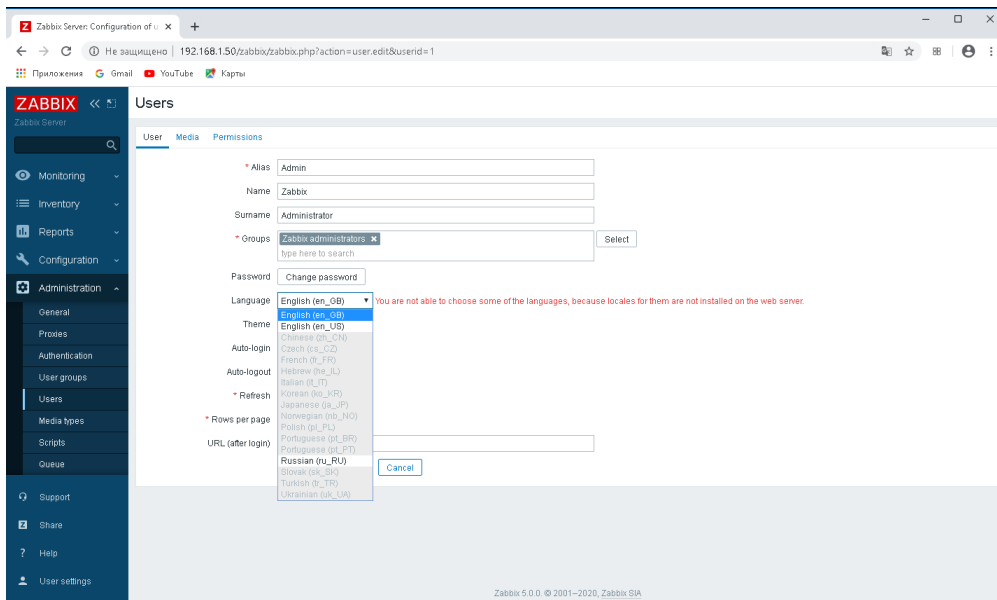 Z Zabbix Server: Configuration of u
Не защищено | 192.168.1.50/zabbix/zabbix.php?action=user.edit&userid=1
Приложения G Gmail YouTube Карты
ZABBIX
Zabbix Server
Users
User Media Permissions
* Alias Admin
Name Zabbix
Surname Administrator
* Groups Zabbix administrators Select
type here to search
Password Change password
Language English (en_GB) You are not able to choose some of the languages, because locales for them are not installed on the web server.
Theme
Auto-login
Auto-logout
* Refresh
* Rows per page
URL (after login)
English (en_GB)
English (en_US)
Chinese (zh_CN)
Czech (cs_CZ)
French (fr_FR)
Hebrew (he_IL)
Italian (it_IT)
Korean (ko_KR)
Japanese (ja_JP)
Norwegian (nb_NO)
Polish (pl_PL)
Portuguese (pt_BR)
Portuguese (pt_PT)
Russian (ru_RU)
Slovak (sk_SK)
Turkish (tr_TR)
Ukrainian (uk_UA)
Cancel
Monitoring
Inventory
Reports
Configuration
Administration
General
Proxies
Authentication
User groups
Users
Media types
Scripts
Queue
Support
Z Share
? Help
User settings
Zabbix 5.0.0. © 2001–2020, Zabbix SIA